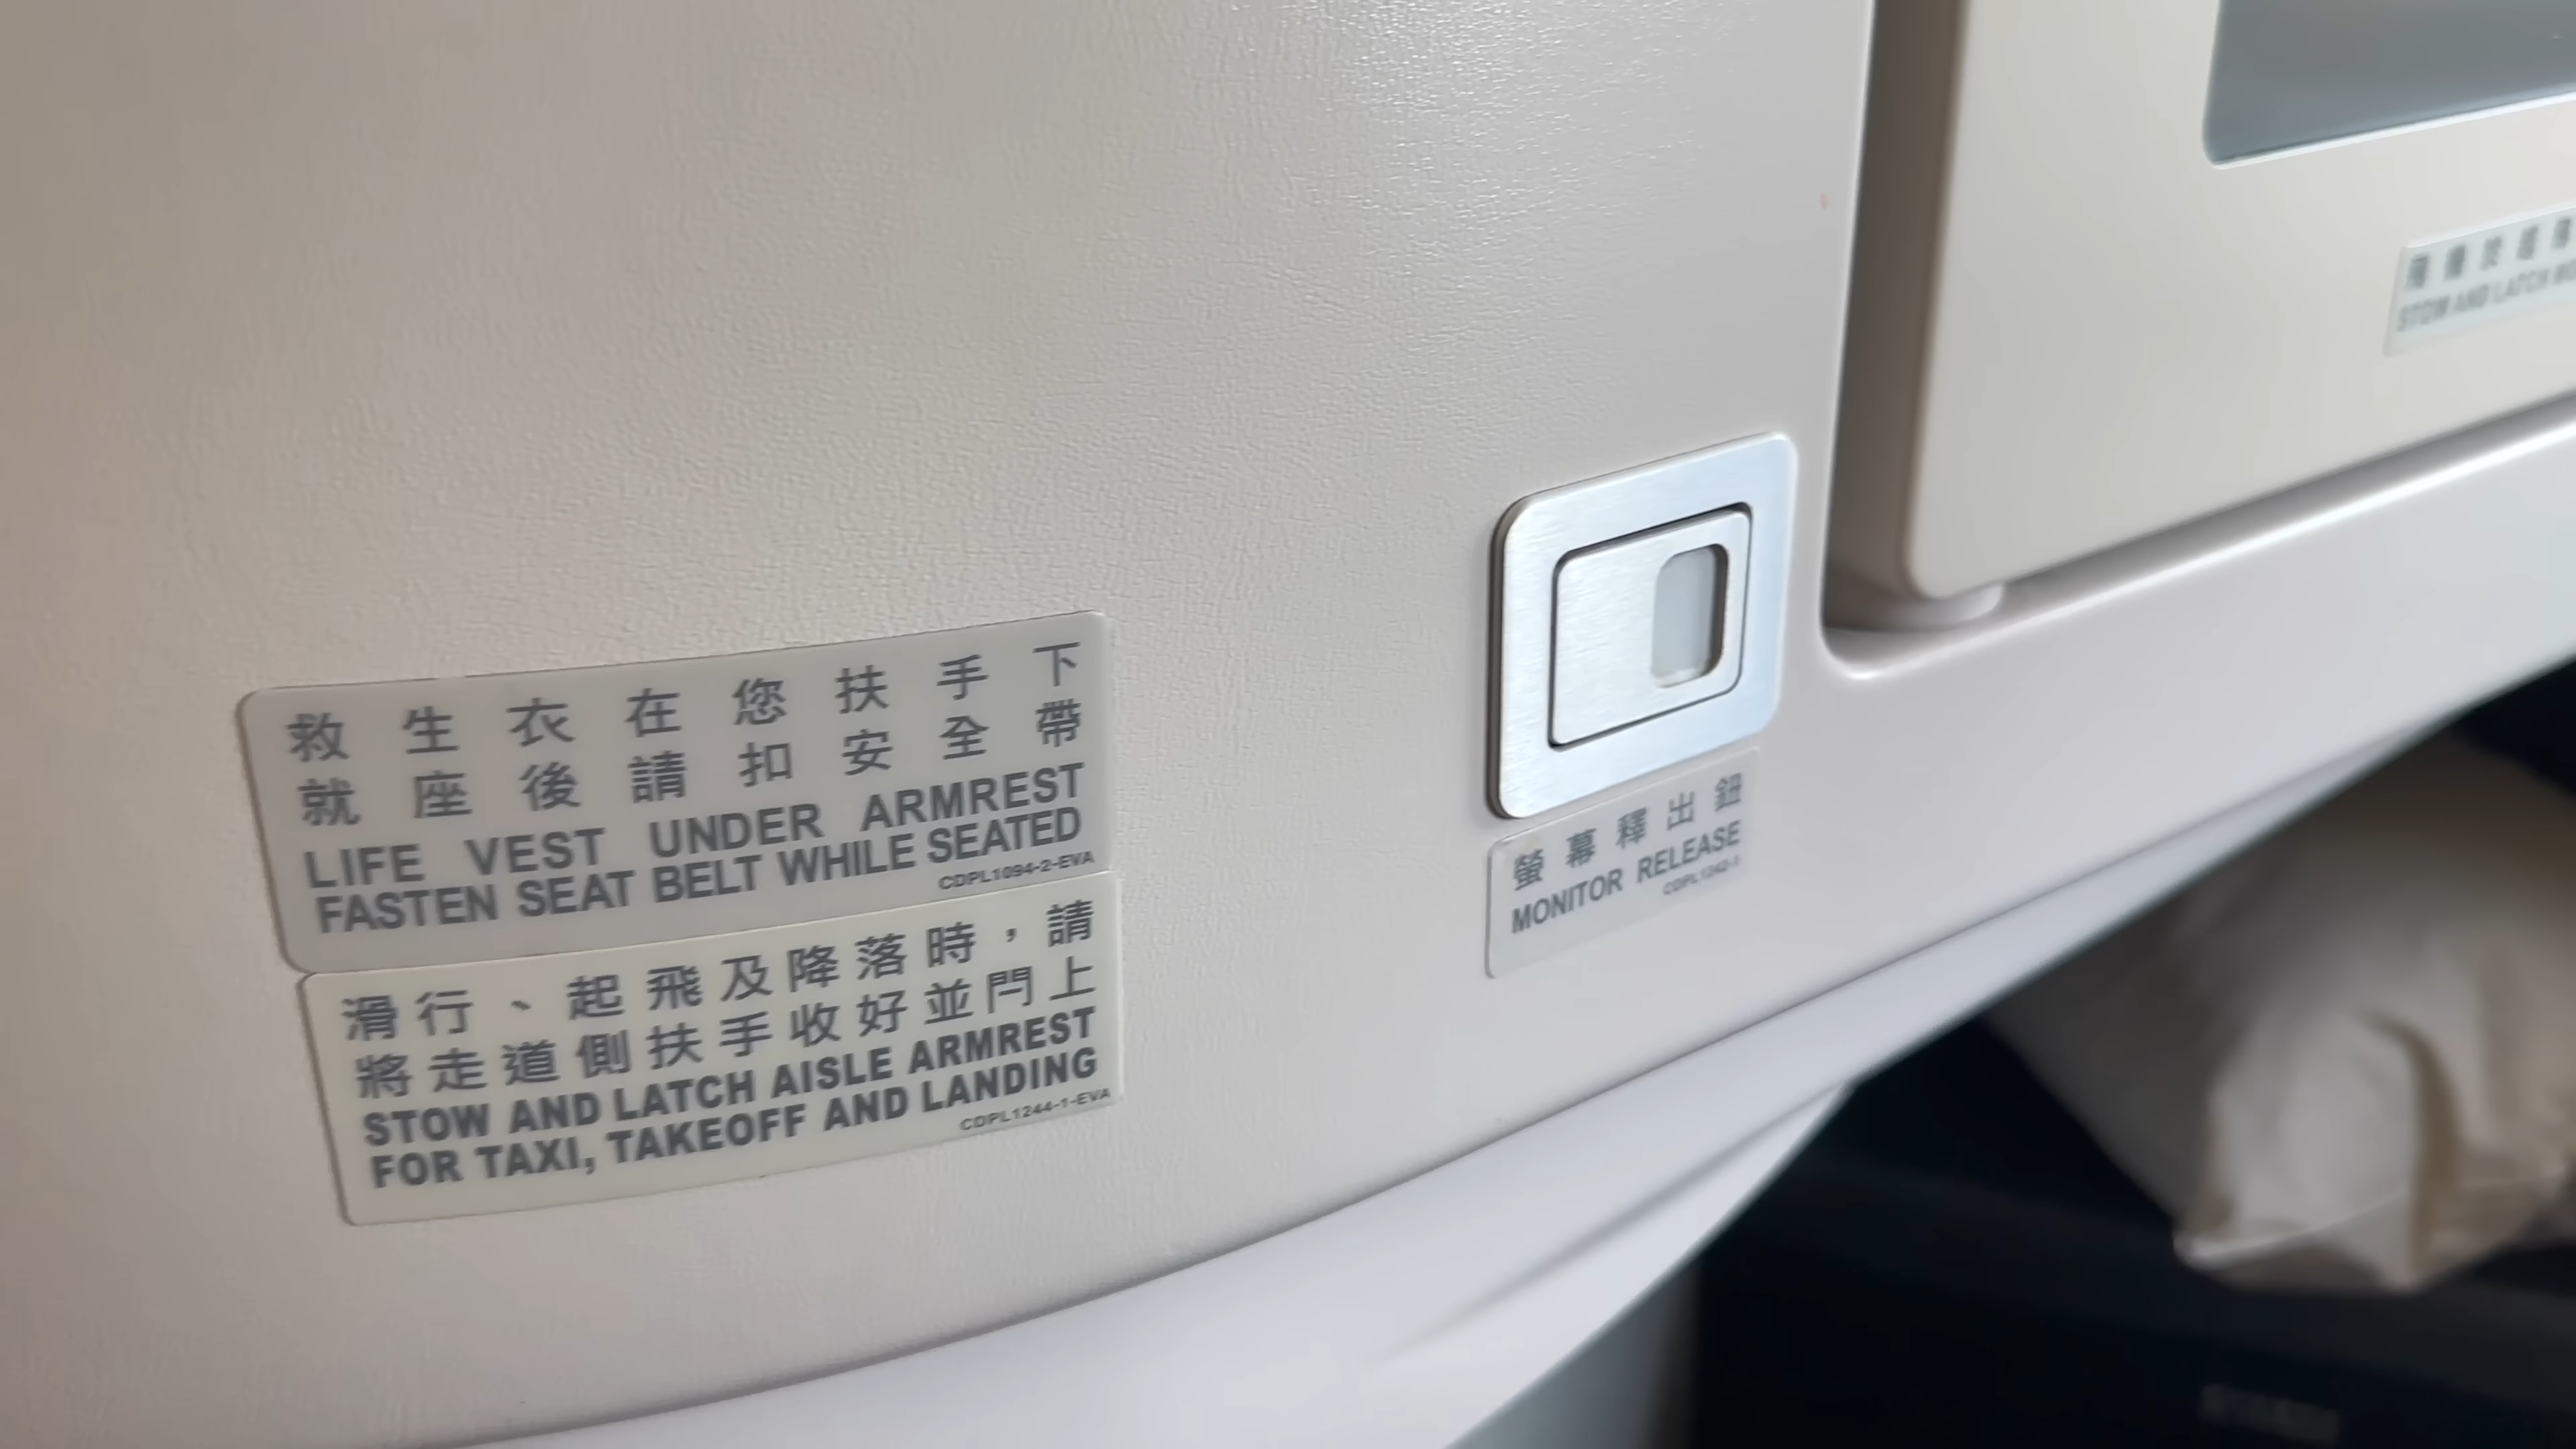 救生衣在您扶手下
就座後請扣安全帶
LIFE VEST UNDER ARMREST
FASTEN SEAT BELT WHILE SEATED
CDPL1094-2-EVA
滑行、起飛及降落時，請
將走道側扶手收好並閂上
STOW AND LATCH AISLE ARMREST
FOR TAXI, TAKEOFF AND LANDING
CDPL1244-1-EVA
螢幕釋出鈕
MONITOR RELEASE
CDPL1242-1
STOW AND LATCH